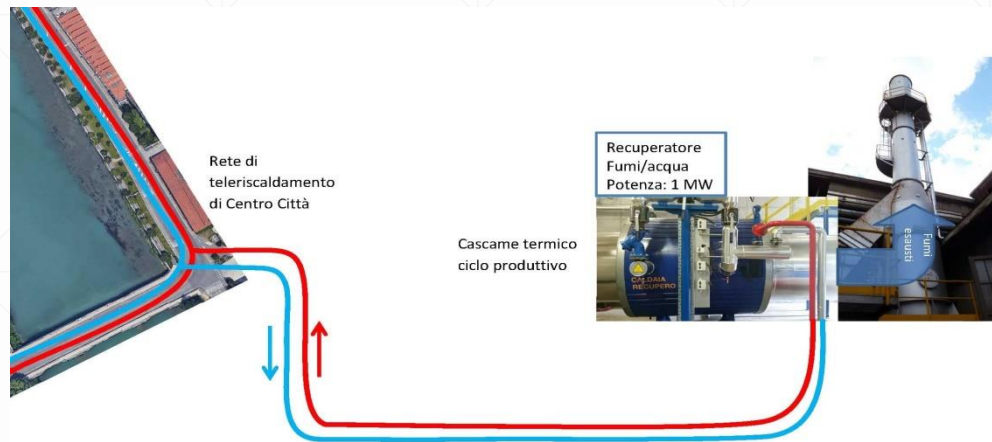 Rete di
teleriscaldamento
di Centro Città
Recuperatore
Fumi/acqua
Potenza: 1 MW
Cascame termico
ciclo produttivo
CALDAIA
RECUPERO
Fumi
esausti